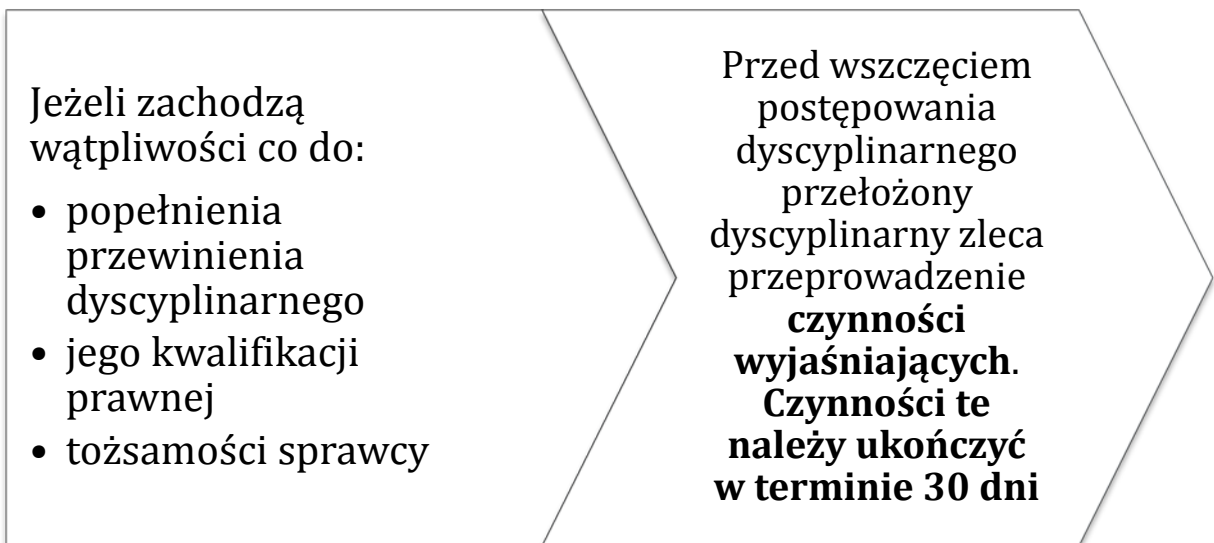 Jeżeli zachodzą
wątpliwości co do:
• popełnienia
przewinienia
dyscyplinarnego
• jego kwalifikacji
prawnej
• tożsamości sprawcy
Przed wszczęciem
postępowania
dyscyplinarnego
przełożony
dyscyplinarny zleca
przeprowadzenie
czynności
wyjaśniających.
Czynności te
należy ukończyć
w terminie 30 dni